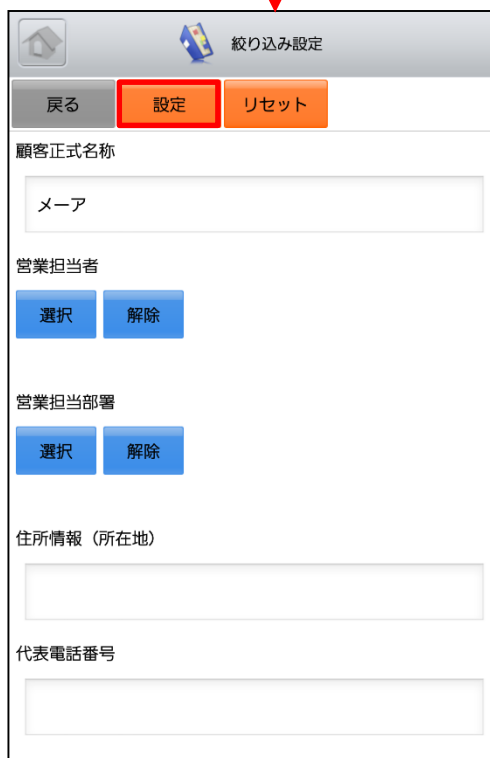 絞り込み設定
戻る 設定 リセット
顧客正式名称
メーア
営業担当者
選択 解除
営業担当部署
選択 解除
住所情報（所在地）
代表電話番号